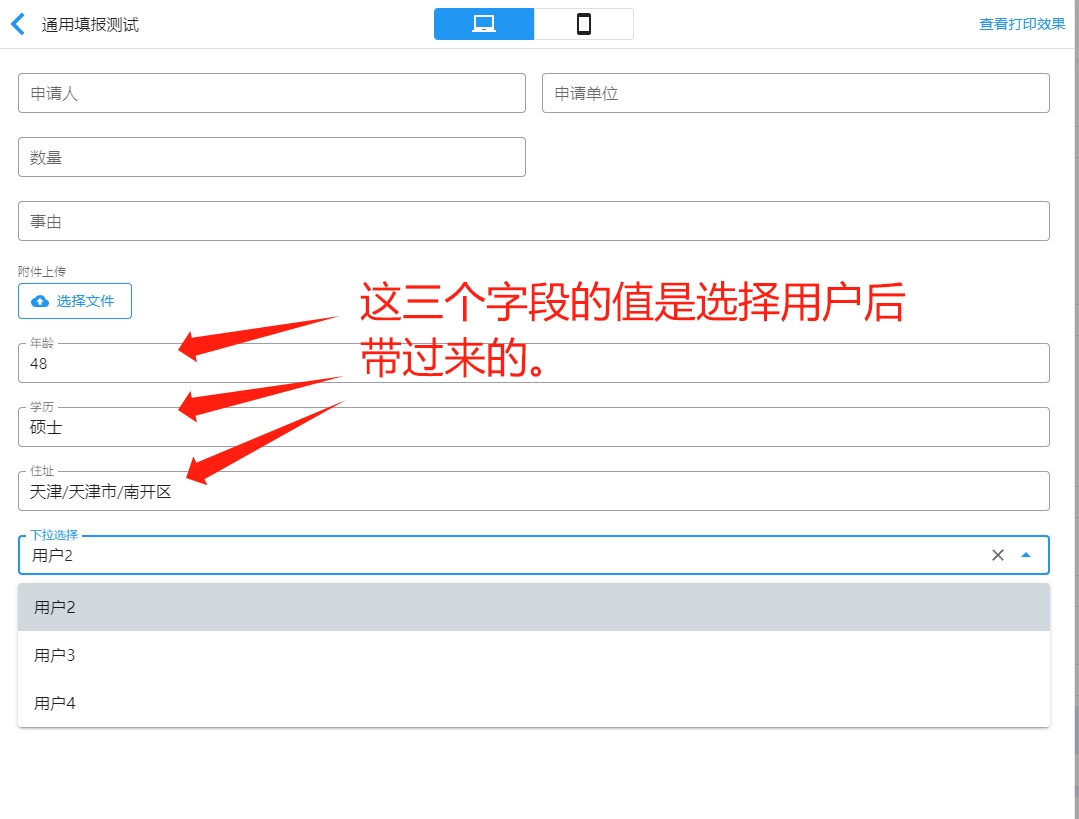 通用填报测试
查看打印效果
申请人
申请单位
数量
事由
附件上传
选择文件
这三个字段的值是选择用户后
带过来的。
年龄
48
学历
硕士
住址
天津/天津市/南开区
下拉选择
用户2
用户2
用户3
用户4